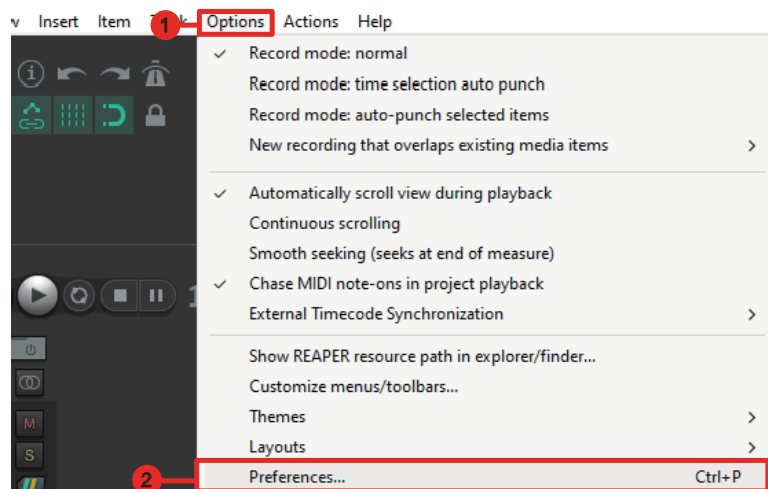 Insert Item Options Actions Help
1
Record mode: normal
Record mode: time selection auto punch
Record mode: auto-punch selected items
New recording that overlaps existing media items
Automatically scroll view during playback
Continuous scrolling
Smooth seeking (seeks at end of measure)
Chase MIDI note-ons in project playback
External Timecode Synchronization
Show REAPER resource path in explorer/finder...
Customize menus/toolbars...
Themes
M
Layouts
S
2
Preferences... Ctrl+P